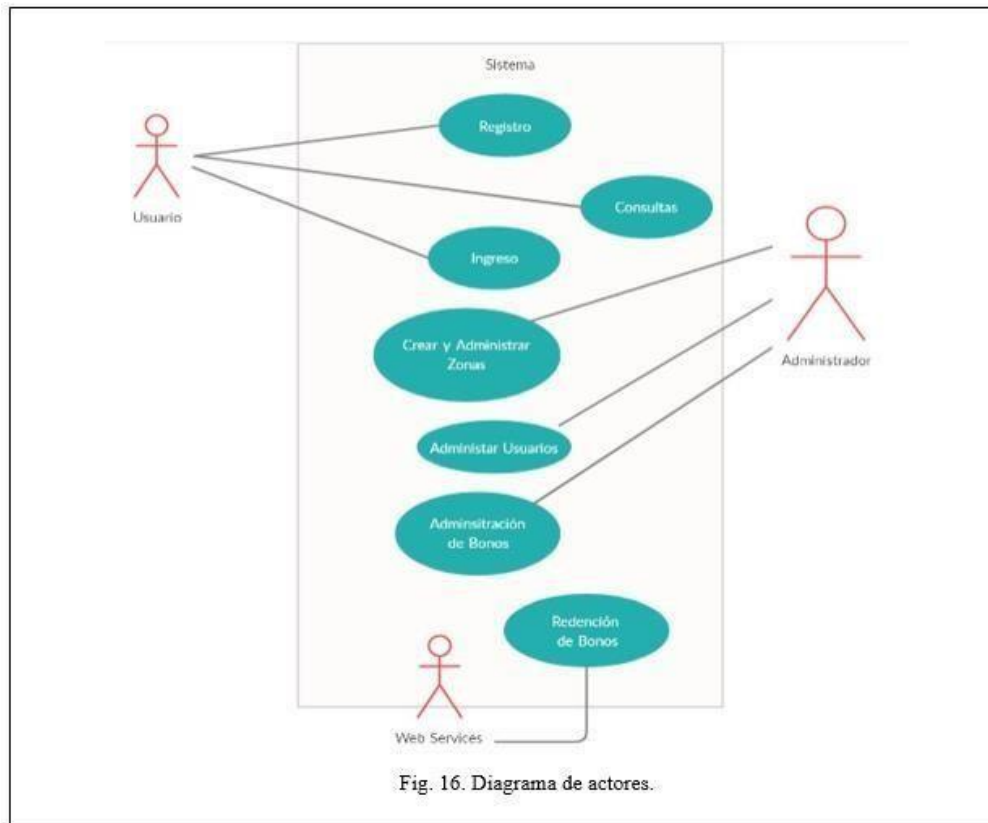 Sistema
Registro
Usuario
Consultas
Ingreso
Crear y Administrar
Zonas
Administrador
Administar Usuarios
Adminsitración
de Bonos
Redención
de Bonos
Web Services
Fig. 16. Diagrama de actores.